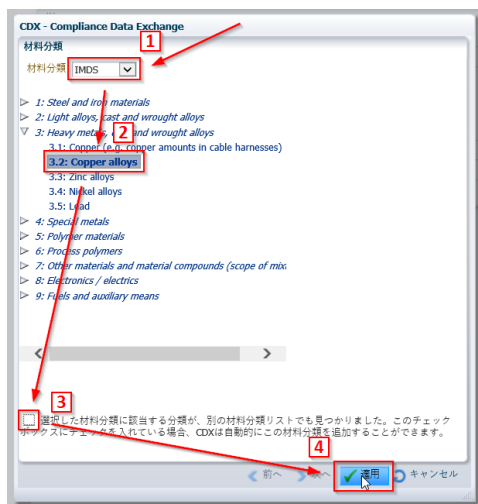 CDX - Compliance Data Exchange
材料分類
1
材料分類 IMDS
1: Steel and iron materials
2: Light alloys, cast and wrought alloys
3: Heavy metals, and wrought alloys
2
3.1: Copper (e.g. copper amounts in cable harnesses)
3.2: Copper alloys
3.3: Zinc alloys
3.4: Nickel alloys
3.5: Lead
4: Special metals
5: Polymer materials
6: Process polymers
7: Other materials and material compounds (scope of mix
8: Electronics / electrics
9: Fuels and auxiliary means
3
選択した材料分類に該当する分類が、別の材料分類リストでも見つかりました。このチェック
ボックスにチェックを入れている場合、CDXは自動的にこの材料分類を追加することができます。
4
前へ 次へ 適用 キャンセル